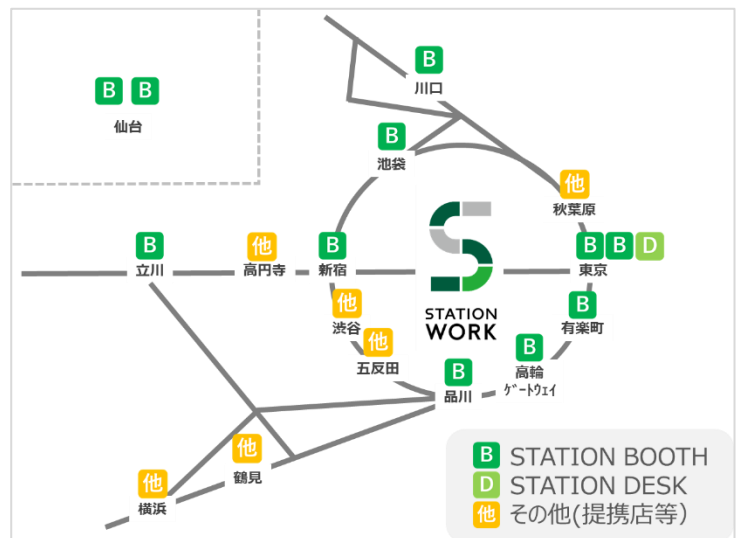 B
川口
B B
仙台
B
池袋
他
秋葉原
B
立川
他
高円寺
B
新宿
S
STATION
WORK
B B D
東京
他
渋谷
B
有楽町
他
五反田
B
高輪
ｹﾞｰﾄｳｪｲ
B
品川
他
鶴見
他
横浜
B STATION BOOTH
D STATION DESK
他 その他(提携店等)